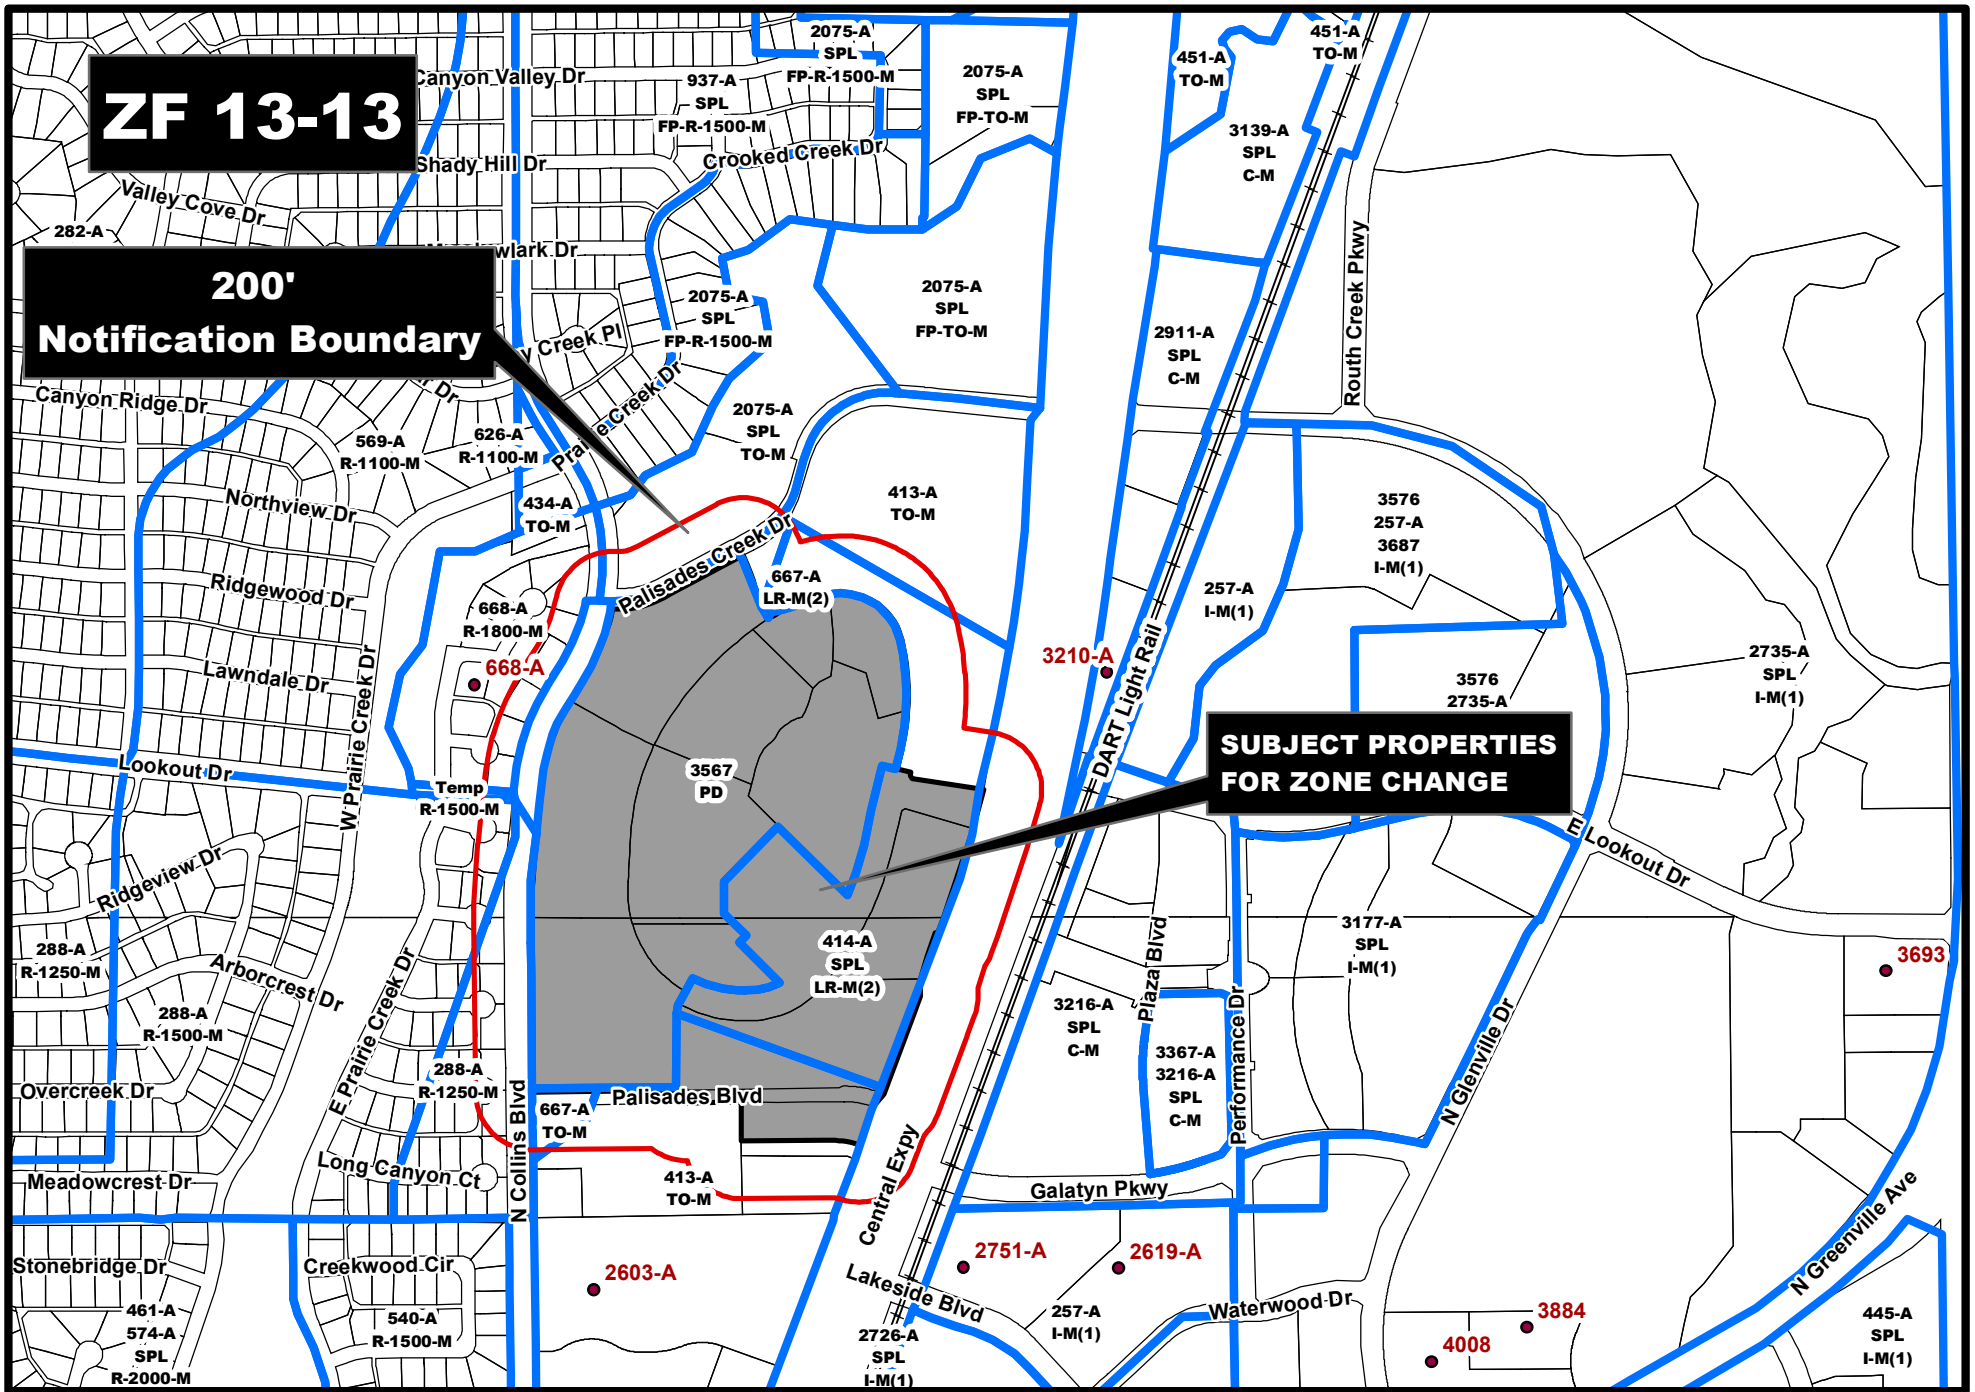 ZF 13-13
200'
Notification Boundary
SUBJECT PROPERTIES
FOR ZONE CHANGE
Canyon Valley Dr
Shady Hill Dr
Valley Cove Dr
282-A
wlark Dr
y Creek Pl
Dr
Canyon Ridge Dr
569-A
R-1100-M
626-A
R-1100-M
Prairie Creek Dr
Northview Dr
434-A
TO-M
Ridgewood Dr
668-A
R-1800-M
668-A
Lawndale Dr
W Prairie Creek Dr
Lookout Dr
Temp
R-1500-M
Ridgeview Dr
288-A
R-1250-M
Arborcrest Dr
288-A
R-1500-M
E Prairie Creek Dr
288-A
R-1250-M
Overcreek Dr
Long Canyon Ct
Meadowcrest Dr
N Collins Blvd
Stonebridge Dr
461-A
574-A
SPL
R-2000-M
Creekwood Cir
540-A
R-1500-M
2075-A
SPL
FP-R-1500-M
937-A
SPL
FP-R-1500-M
Crooked Creek Dr
2075-A
SPL
FP-TO-M
2075-A
SPL
FP-R-1500-M
2075-A
SPL
FP-TO-M
2075-A
SPL
TO-M
413-A
TO-M
Palisades Creek Dr
667-A
LR-M(2)
3567
PD
414-A
SPL
LR-M(2)
Palisades Blvd
667-A
TO-M
413-A
TO-M
2603-A
Central Expy
451-A
TO-M
451-A
TO-M
3139-A
SPL
C-M
2911-A
SPL
C-M
Routh Creek Pkwy
3576
257-A
3687
I-M(1)
257-A
I-M(1)
3210-A
DART Light Rail
3576
2735-A
2735-A
SPL
I-M(1)
E Lookout Dr
3177-A
SPL
I-M(1)
3693
Plaza Blvd
3216-A
SPL
C-M
3367-A
3216-A
SPL
C-M
Performance Dr
N Glenville Dr
Galatyn Pkwy
2751-A
2619-A
Lakeside Blvd
257-A
I-M(1)
Waterwood Dr
2726-A
SPL
I-M(1)
N Greenville Ave
3884
4008
445-A
SPL
I-M(1)